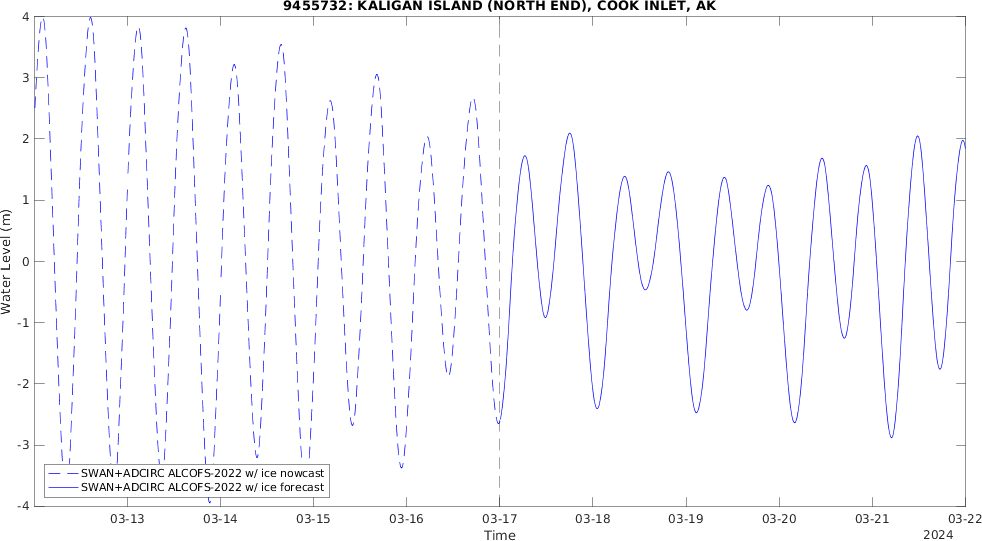 9455732: KALIGAN ISLAND (NORTH END), COOK INLET, AK
Water Level (m)
4
3
2
1
0
-1
-2
-3
-4
SWAN+ADCIRC ALCOFS-2022 w/ ice nowcast
SWAN+ADCIRC ALCOFS-2022 w/ ice forecast
03-13 03-14 03-15 03-16 03-17 03-18 03-19 03-20 03-21 03-22
Time
2024